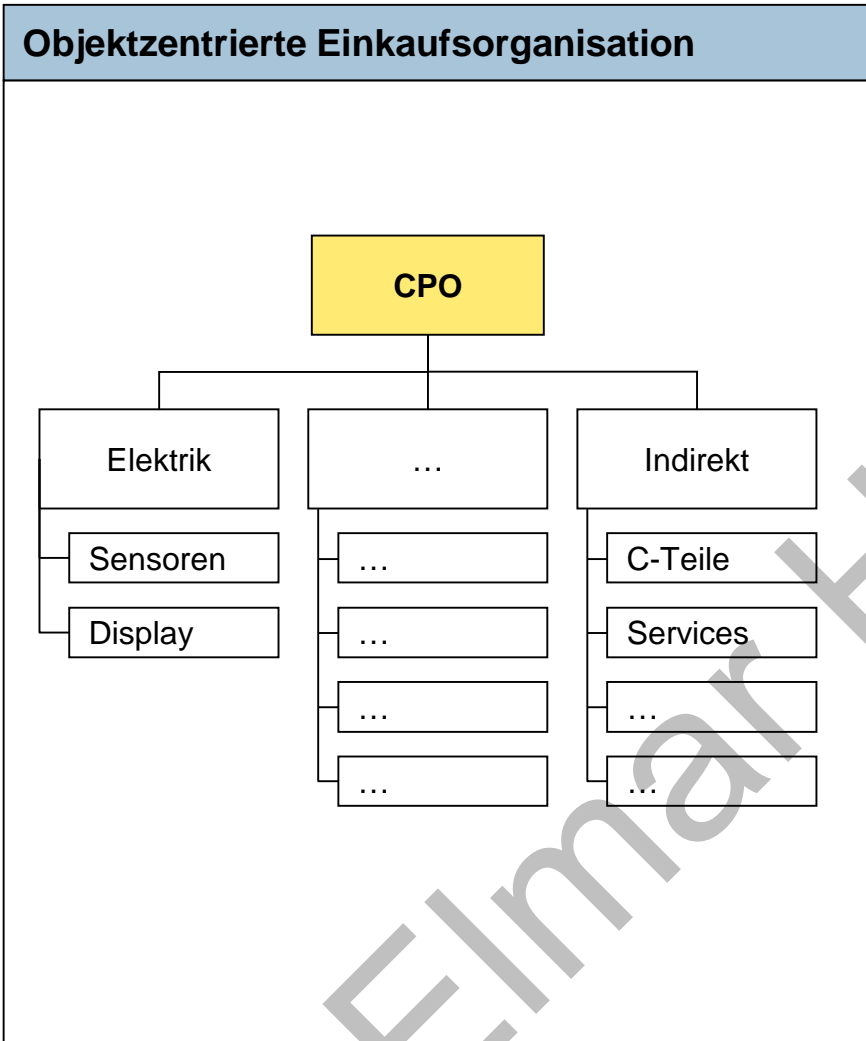 Objektzentrierte Einkaufsorganisation
CPO
Elektrik
…
Indirekt
Sensoren
…
C-Teile
Display
…
Services
…
…
…
…
Elmar H